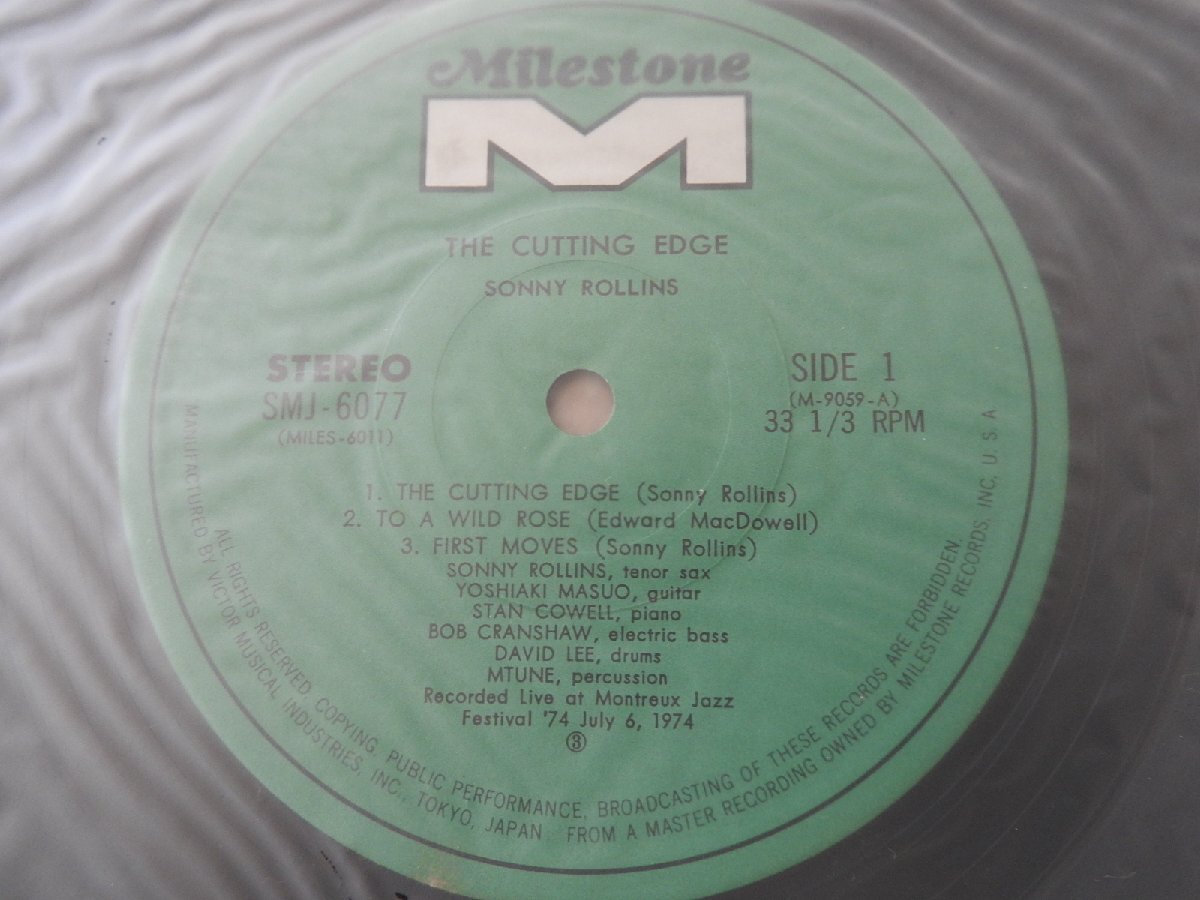 Milestone
M
THE CUTTING EDGE
SONNY ROLLINS
STEREO
SMJ-6077
(MILES-6011)
SIDE 1
(M-9059-A)
33 1/3 RPM
1. THE CUTTING EDGE (Sonny Rollins)
2. TO A WILD ROSE (Edward MacDowell)
3. FIRST MOVES (Sonny Rollins)
SONNY ROLLINS, tenor sax
YOSHIAKI MASUO, guitar
STAN COWELL, piano
BOB CRANSHAW, electric bass
DAVID LEE, drums
MTUNE, percussion
Recorded Live at Montreux Jazz
Festival '74 July 6, 1974
③
ALL RIGHTS RESERVED. COPYING, PUBLIC PERFORMANCE, BROADCASTING OF THESE RECORDS ARE FORBIDDEN.
MANUFACTURED BY VICTOR MUSICAL INDUSTRIES, INC., TOKYO, JAPAN FROM A MASTER RECORDING OWNED BY MILESTONE RECORDS, INC, U. S. A.